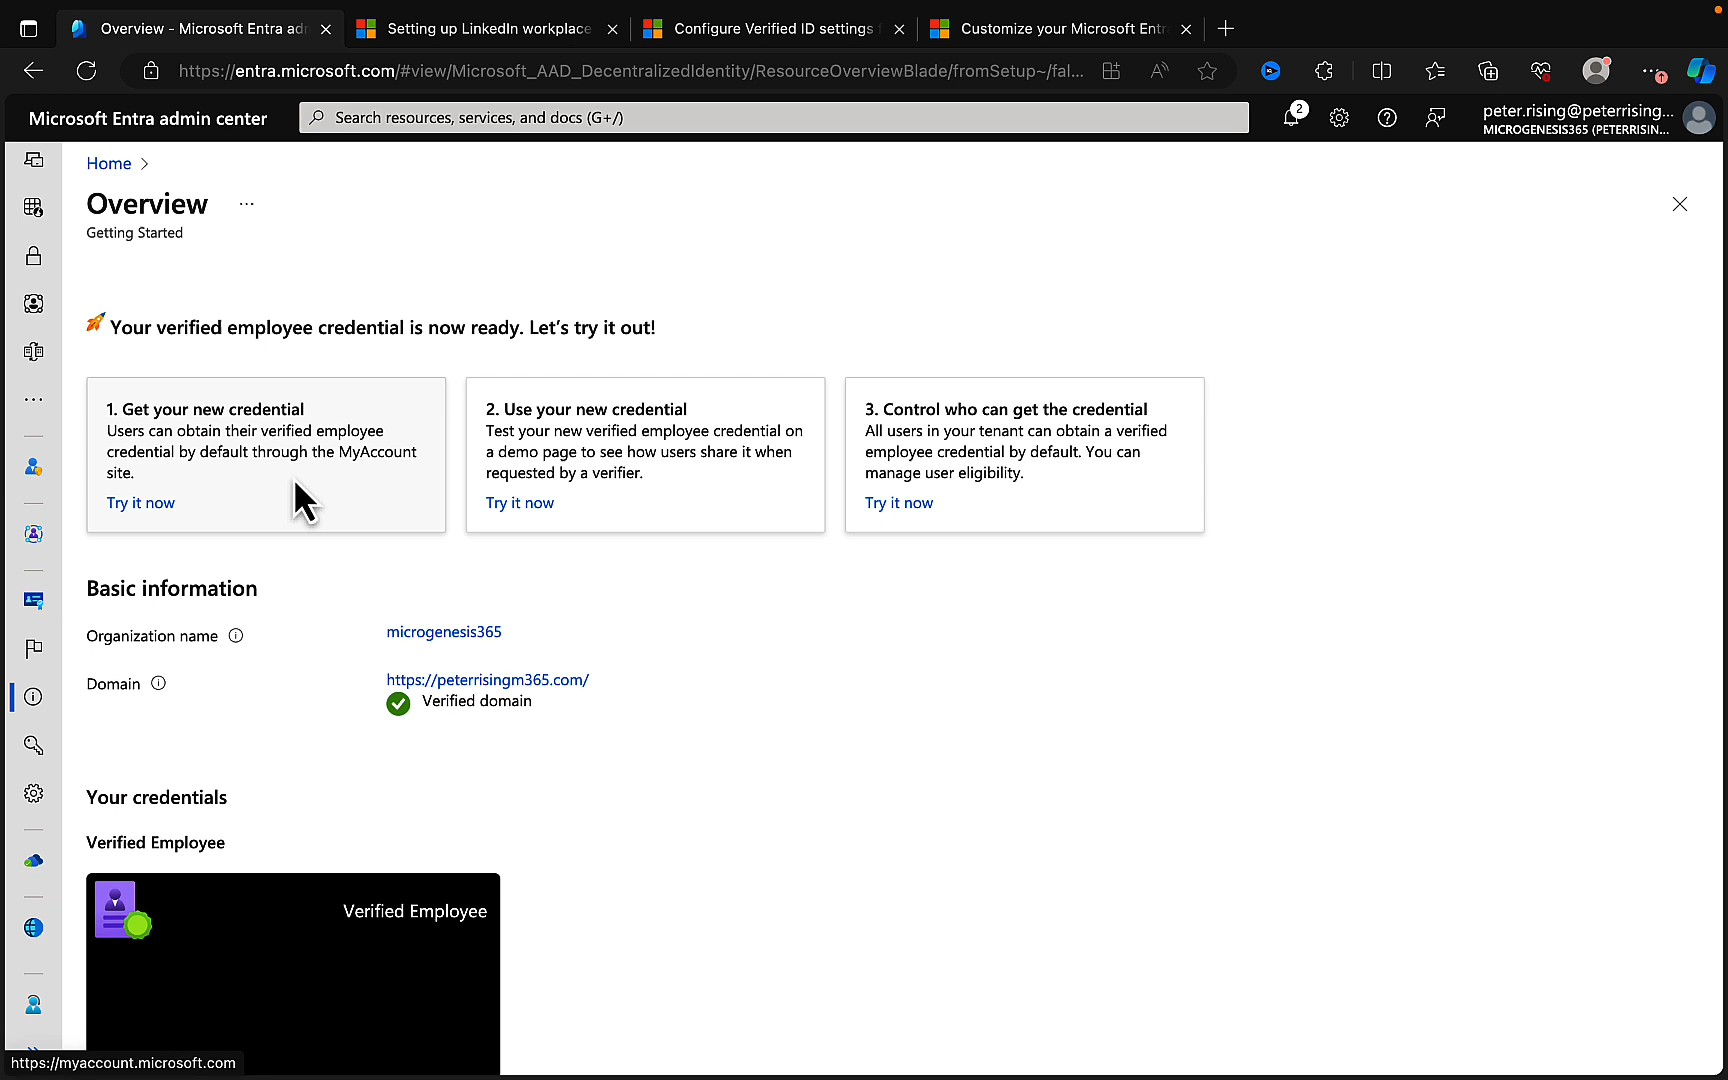 Overview - Microsoft Entra adm
Setting up LinkedIn workplace
Configure Verified ID settings f
Customize your Microsoft Entr
https://entra.microsoft.com/#view/Microsoft_AAD_DecentralizedIdentity/ResourceOverviewBlade/fromSetup~/fal...
Microsoft Entra admin center
Search resources, services, and docs (G+/)
2
peter.rising@peterrising...
MICROGENESIS365 (PETERRISIN...
Home
Overview ...
Getting Started
Your verified employee credential is now ready. Let's try it out!
1. Get your new credential
Users can obtain their verified employee
credential by default through the MyAccount
site.
Try it now
2. Use your new credential
Test your new verified employee credential on
a demo page to see how users share it when
requested by a verifier.
Try it now
3. Control who can get the credential
All users in your tenant can obtain a verified
employee credential by default. You can
manage user eligibility.
Try it now
Basic information
Organization name
microgenesis365
Domain
https://peterrisingm365.com/
Verified domain
Your credentials
Verified Employee
Verified Employee
https://myaccount.microsoft.com